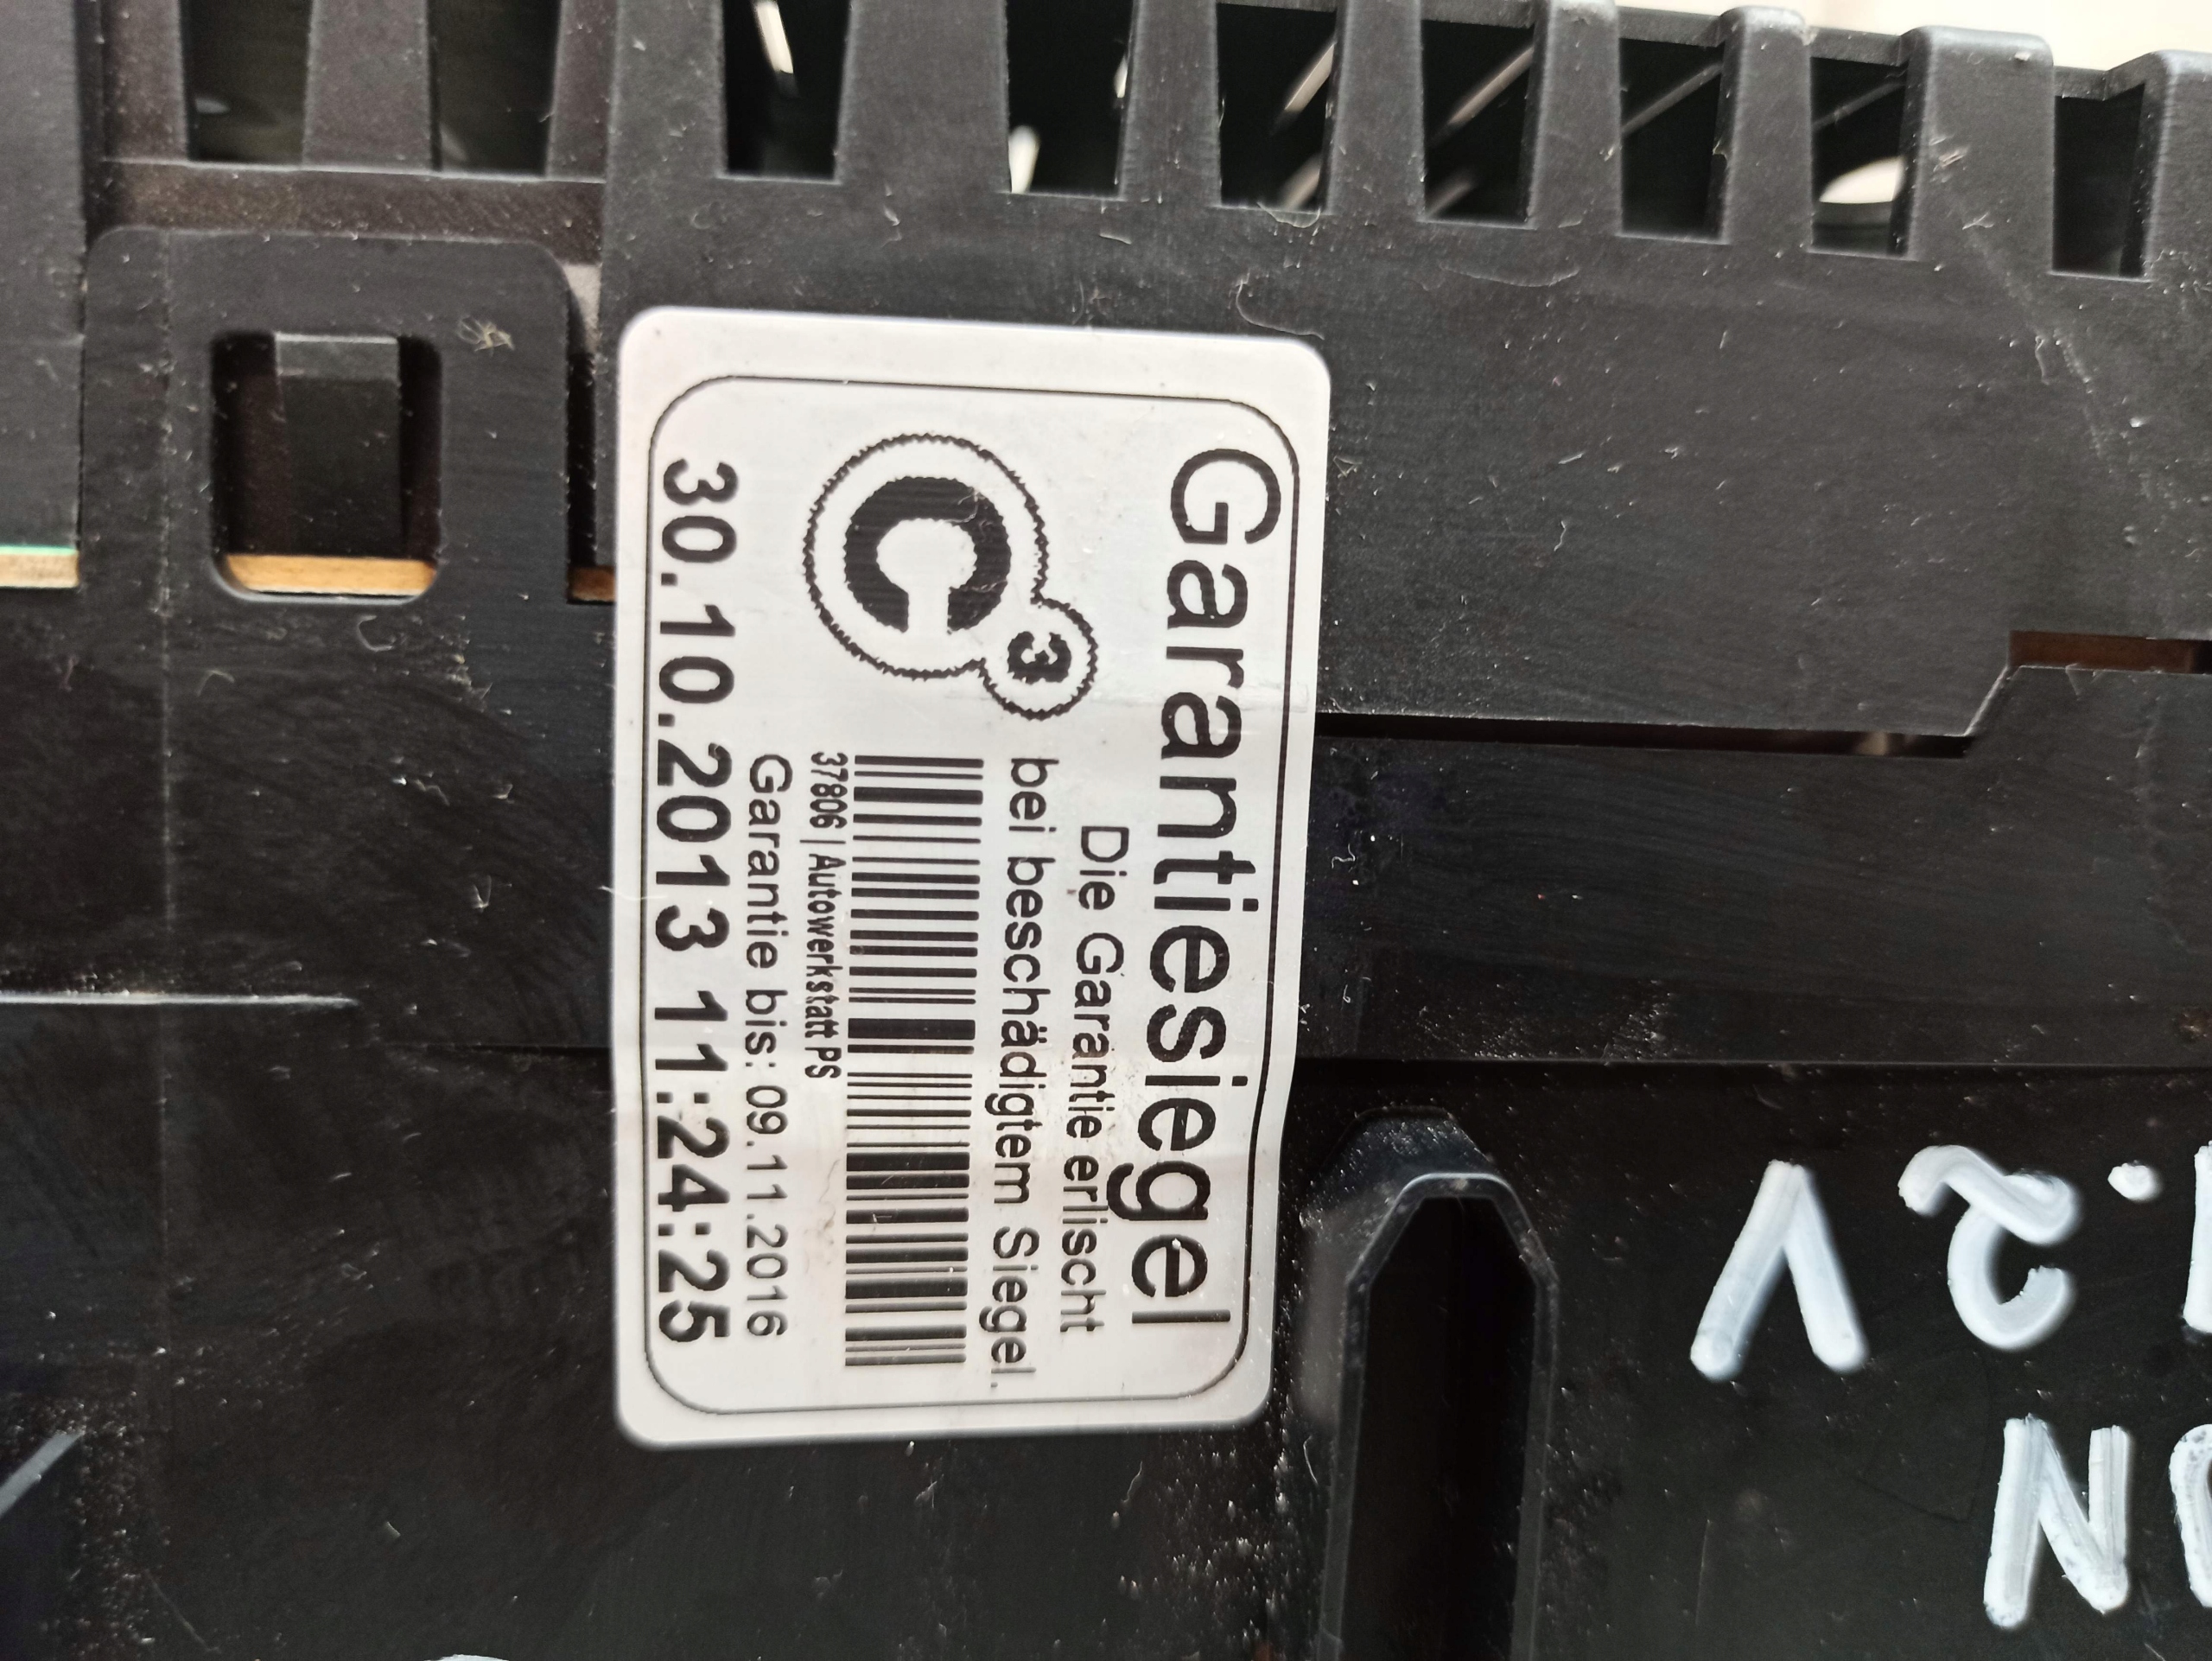 Garantiesiegel
Die Garantie erlischt
bei beschädigtem Siegel.
C3
37806 | Autowerkstatt PS
Garantie bis: 09.11.2016
30.10.2013 11:24:25